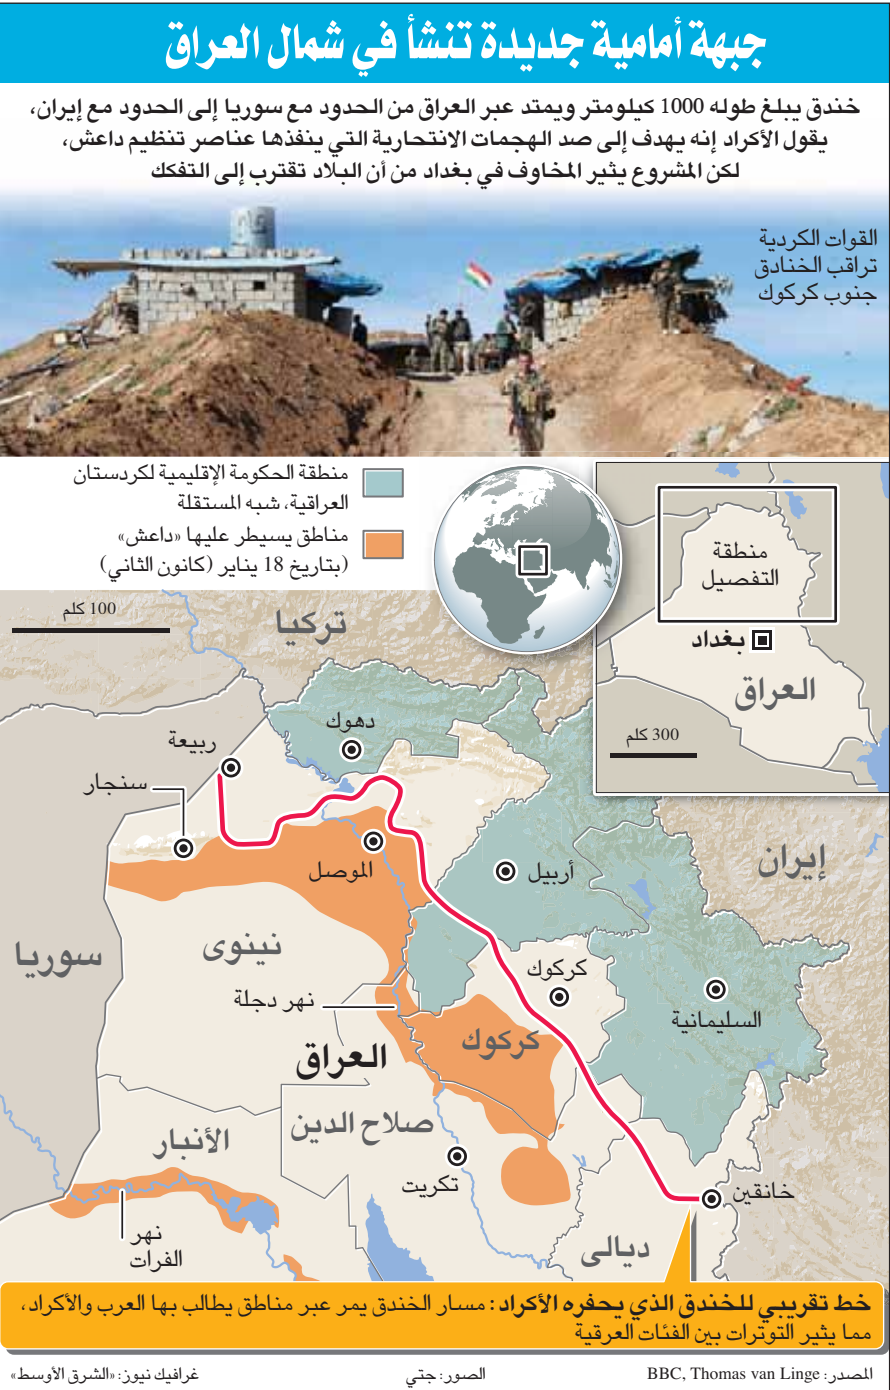 جبهة أمامية جديدة تنشأ في شمال العراق
خندق يبلغ طوله 1000 كيلومتر ويمتد عبر العراق من الحدود مع سوريا إلى الحدود مع إيران،
يقول الأكراد إنه يهدف إلى صد الهجمات الانتحارية التي ينفذها عناصر تنظيم داعش،
لكن المشروع يثير المخاوف في بغداد من أن البلاد تقترب إلى التفكك
القوات الكردية
تراقب الخنادق
جنوب كركوك
منطقة الحكومة الإقليمية لكردستان
العراقية، شبه المستقلة
مناطق يسيطر عليها «داعش»
(بتاريخ 18 يناير (كانون الثاني)
منطقة
التفصيل
بغداد
العراق
300 كلم
100 كلم
تركيا
دهوك
ربيعة
سنجار
الموصل
أربيل
إيران
سوريا
نينوى
كركوك
نهر دجلة
السليمانية
كركوك
العراق
صلاح الدين
الأنبار
تكريت
خانقين
نهر
الفرات
ديالى
خط تقريبي للخندق الذي يحفره الأكراد: مسار الخندق يمر عبر مناطق يطالب بها العرب والأكراد،
مما يثير التوترات بين الفئات العرقية
المصدر: BBC, Thomas van Linge
الصور: جتي
غرافيك نيوز: «الشرق الأوسط»